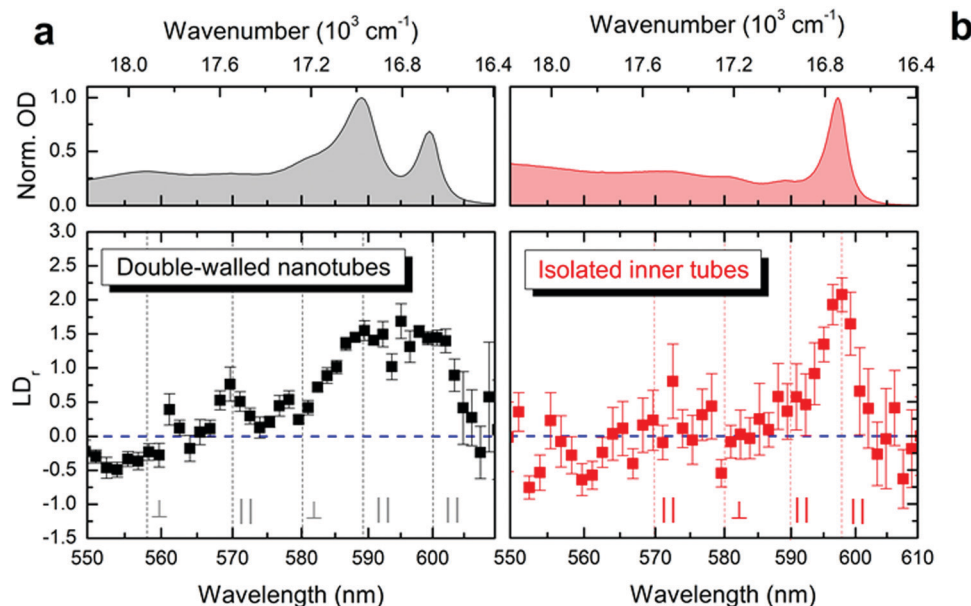 a
b
Wavenumber (10³ cm⁻¹)
Wavenumber (10³ cm⁻¹)
18.0 17.6 17.2 16.8 16.4
18.0 17.6 17.2 16.8 16.4
Norm. OD
1.0
0.5
0.0
Double-walled nanotubes
Isolated inner tubes
LDr
3.0
2.5
2.0
1.5
1.0
0.5
0.0
-0.5
-1.0
-1.5
⊥ || ⊥ || ||
|| ⊥ || ||
550 560 570 580 590 600
550 560 570 580 590 600 610
Wavelength (nm)
Wavelength (nm)